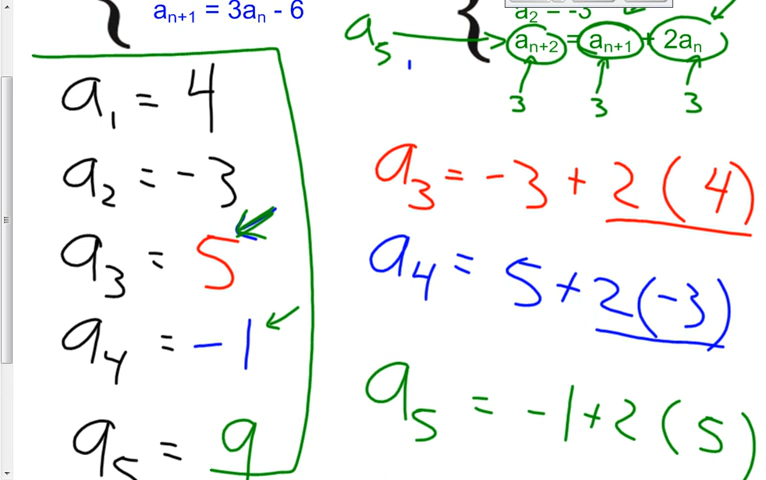 aₙ₊₁ = 3aₙ - 6
a₂ = -3
a₅
aₙ₊₂ = aₙ₊₁ + 2aₙ
3 3 3
a₁ = 4
a₂ = -3
a₃ = 5
a₄ = -1
a₅ = 9
a₃ = -3 + 2(4)
a₄ = 5 + 2(-3)
a₅ = -1 + 2(5)